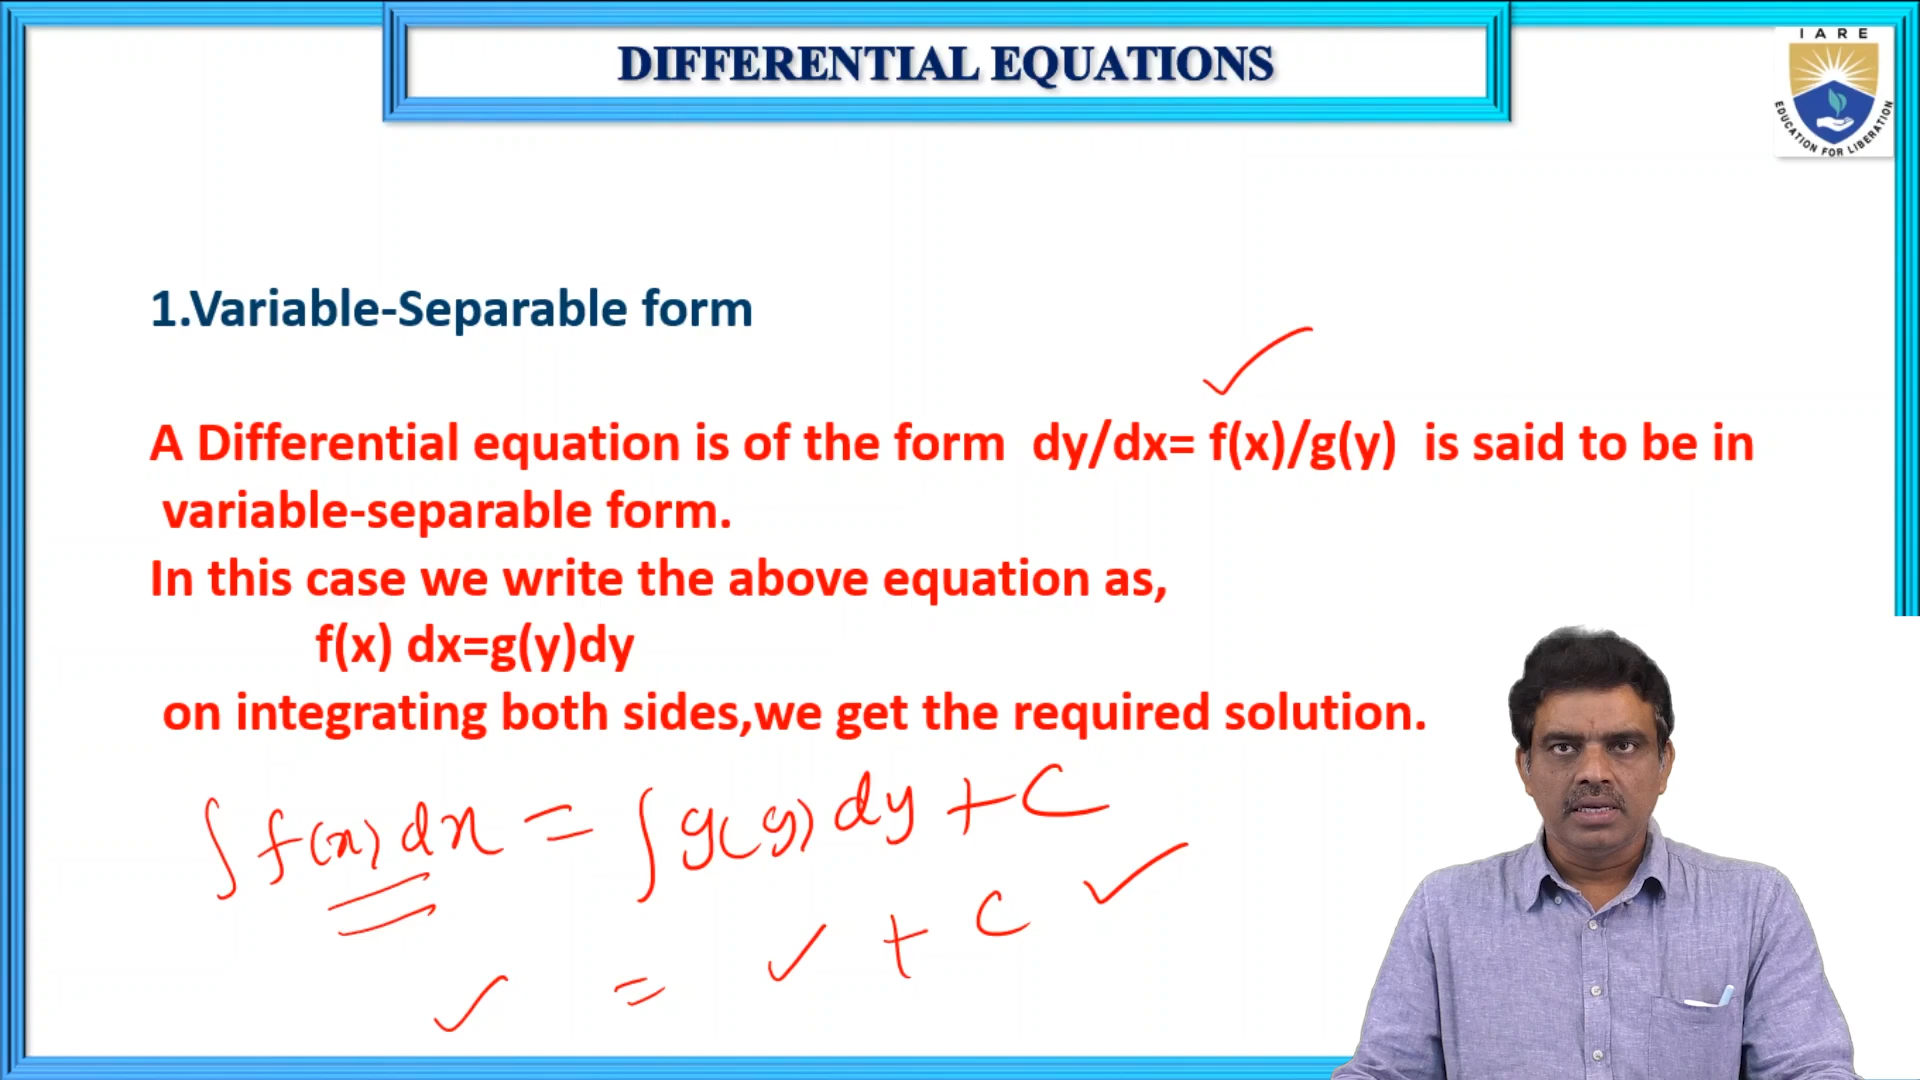 DIFFERENTIAL EQUATIONS
I A R E
EDUCATION FOR LIBERATION
1.Variable-Separable form
A Differential equation is of the form dy/dx= f(x)/g(y) is said to be in
variable-separable form.
In this case we write the above equation as,
f(x) dx=g(y)dy
on integrating both sides,we get the required solution.
∫ f(x) dx = ∫ g(y) dy + C
✓ = ✓ + C ✓